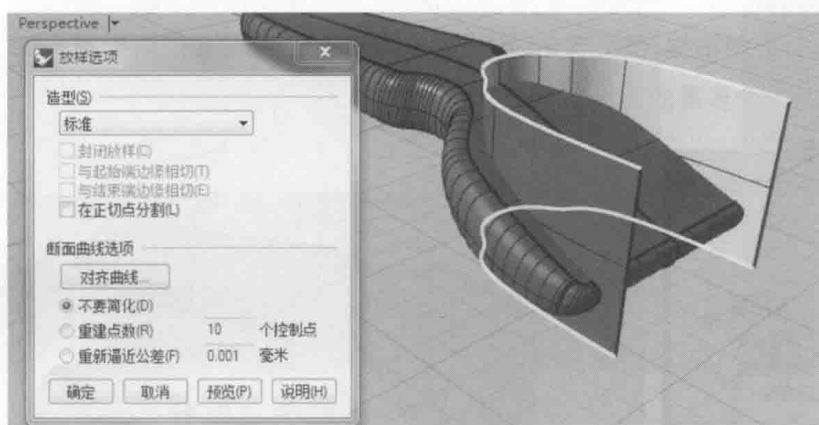 Perspective
放样选项
造型(S)
标准
封闭放样(C)
与起始端边缘相切(T)
与结束端边缘相切(E)
在正切点分割(L)
断面曲线选项
对齐曲线...
不要简化(D)
重建点数(R) 10 个控制点
重新逼近公差(F) 0.001 毫米
确定 取消 预览(P) 说明(H)